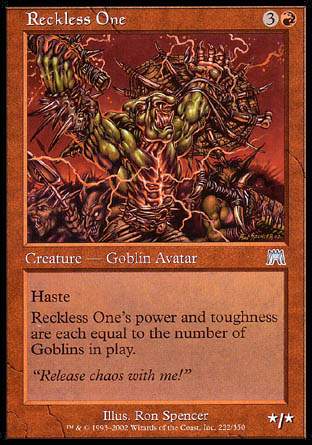 Reckless One 3
Creature — Goblin Avatar
Haste
Reckless One's power and toughness
are each equal to the number of
Goblins in play.
"Release chaos with me!"
Illus. Ron Spencer
™ & © 1993–2002 Wizards of the Coast, Inc. 222/350
★/★